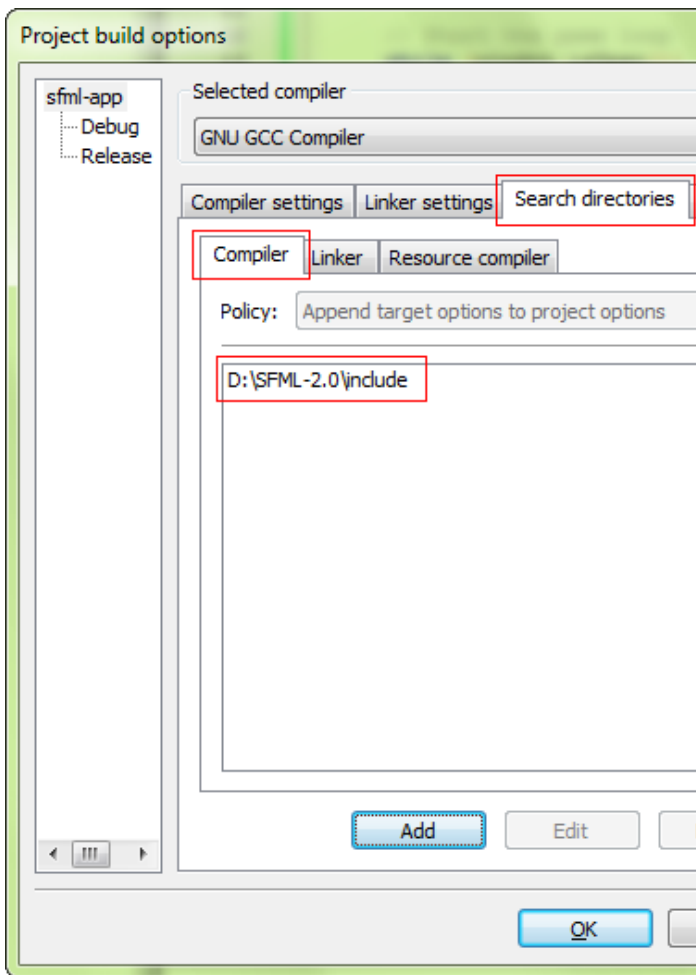 Project build options
sfml-app
Debug
Release
Selected compiler
GNU GCC Compiler
Compiler settings
Linker settings
Search directories
Compiler
Linker
Resource compiler
Policy:
Append target options to project options
D:\SFML-2.0\include
Add
Edit
OK